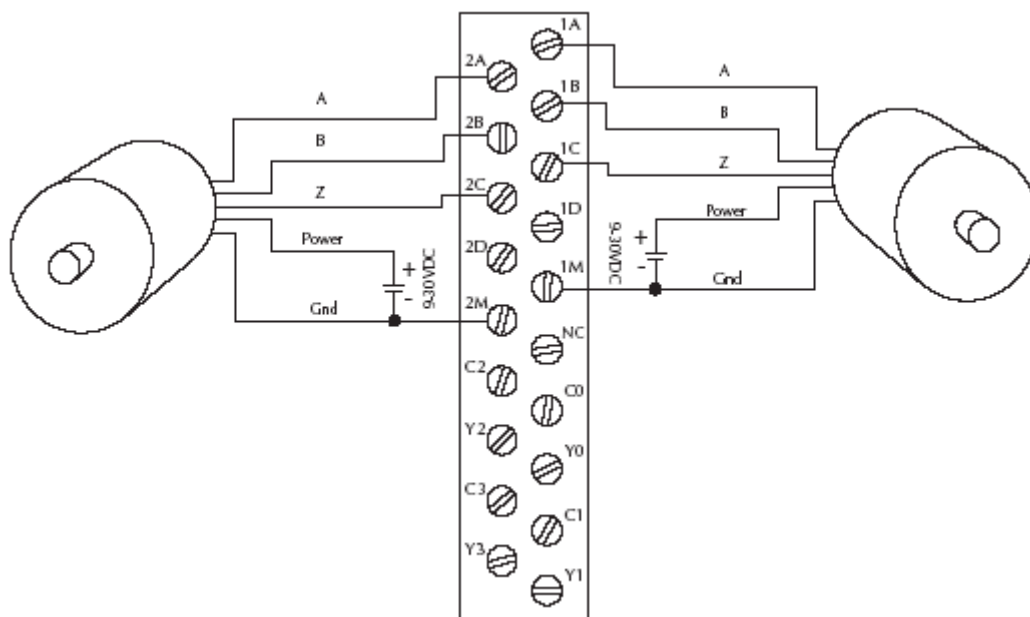 1A
2A
A
A
1B
B
2B
B
1C
Z
2C
Z
1D
Power
Power
2D
+
-
9-30VDC
+
-
9-30VDC
1M
Gnd
2M
Gnd
NC
C2
C0
Y2
Y0
C3
C1
Y3
Y1